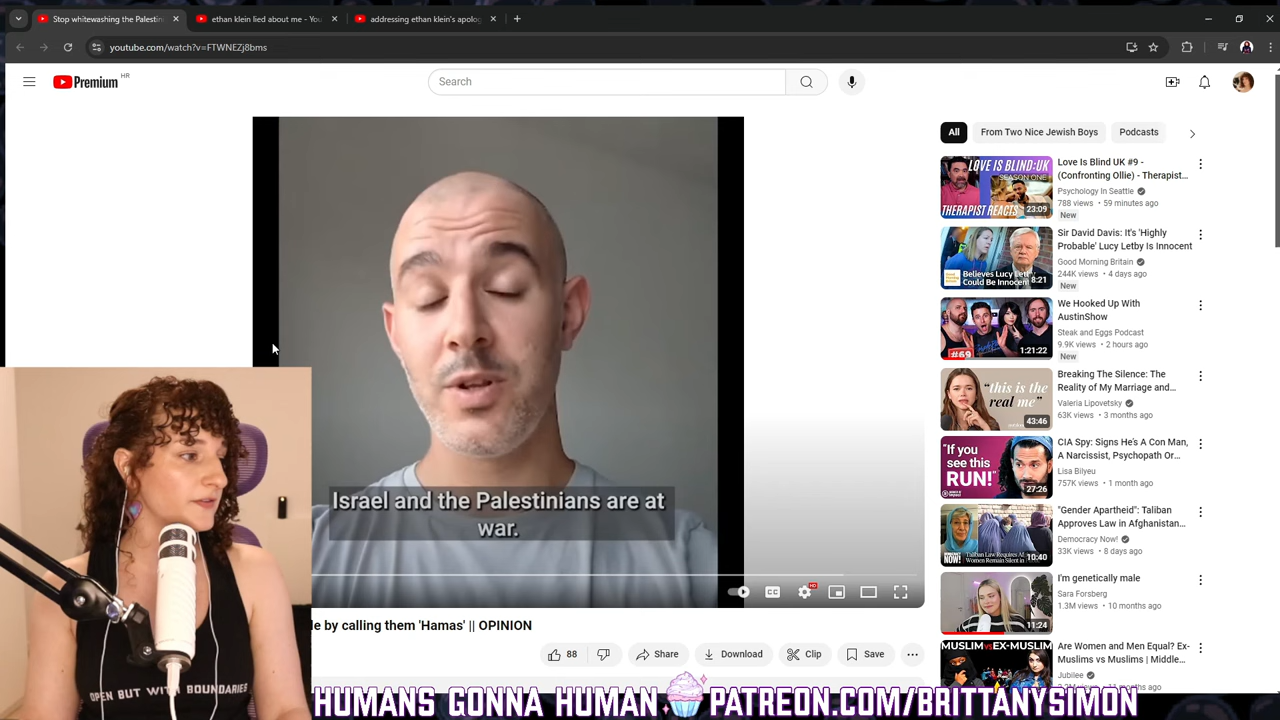 Stop whitewashing the Palestin
ethan klein lied about me - You
addressing ethan klein's apolog
youtube.com/watch?v=FTWNEZj8bms
Premium HR
Search
All
From Two Nice Jewish Boys
Podcasts
LOVE IS BLIND:UK
SEASON ONE
THERAPIST REACTS
23:09
Love Is Blind UK #9 -
(Confronting Ollie) - Therapist...
Psychology In Seattle
788 views • 59 minutes ago
New
Believes Lucy Let
Could Be Innocen
8:21
Sir David Davis: It's 'Highly
Probable' Lucy Letby Is Innocent
Good Morning Britain
244K views • 4 days ago
New
#69
1:21:22
We Hooked Up With
AustinShow
Steak and Eggs Podcast
9.9K views • 2 hours ago
New
"this is the
real me"
43:46
Breaking The Silence: The
Reality of My Marriage and...
Valeria Lipovetsky
63K views • 3 months ago
"If you
see this
RUN!"
27:26
CIA Spy: Signs He's A Con Man,
A Narcissist, Psychopath Or...
Lisa Bilyeu
757K views • 1 month ago
10:40
"Gender Apartheid": Taliban
Approves Law in Afghanistan...
Democracy Now!
33K views • 8 days ago
11:24
I'm genetically male
Sara Forsberg
1.3M views • 10 months ago
MUSLIM vs EX-MUSLIM
Are Women and Men Equal? Ex-
Muslims vs Muslims | Middle...
Jubilee
Israel and the Palestinians are at
war.
CC
HD
le by calling them 'Hamas' || OPINION
88
Share
Download
Clip
Save
OPEN BUT WITH BOUNDARIES
HUMANS GONNA HUMAN PATREON.COM/BRITTANYSIMON